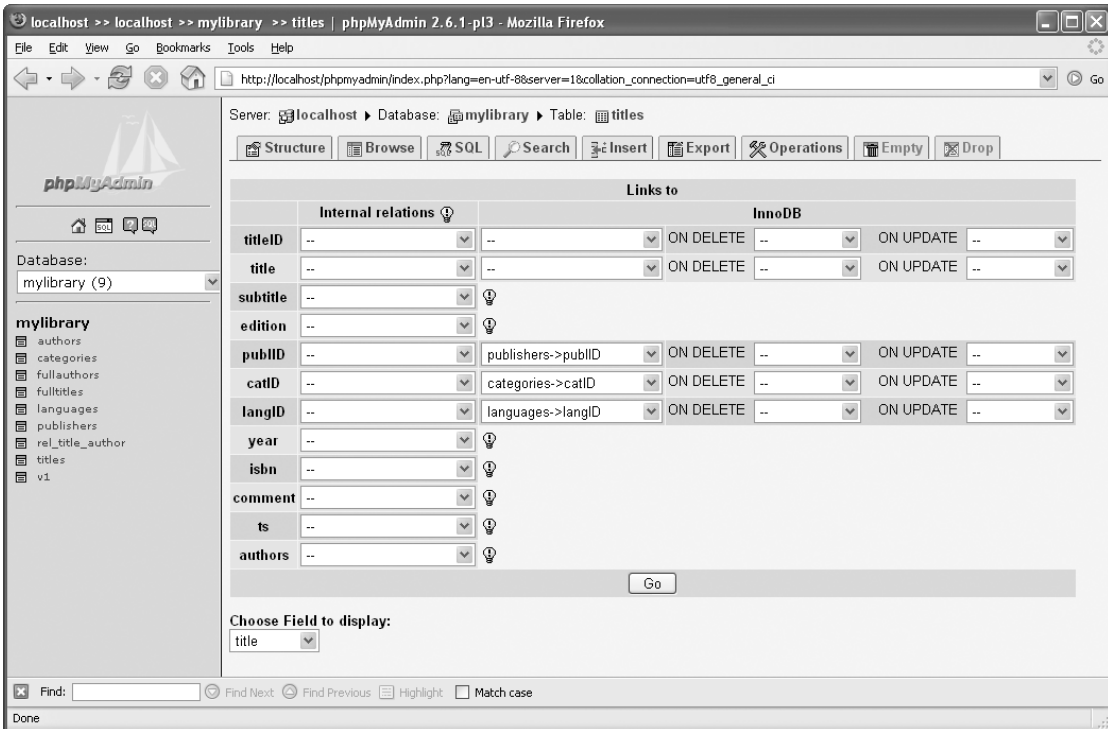 localhost >> localhost >> mylibrary >> titles | phpMyAdmin 2.6.1-pl3 - Mozilla Firefox
File Edit View Go Bookmarks Tools Help
http://localhost/phpmyadmin/index.php?lang=en-utf-8&server=1&collation_connection=utf8_general_ci Go
phpMyAdmin
SQL ? SQL
Database:
mylibrary (9)
mylibrary
authors
categories
fullauthors
fulltitles
languages
publishers
rel_title_author
titles
v1
Server: localhost Database: mylibrary Table: titles
Structure Browse SQL Search Insert Export Operations Empty Drop
Links to
Internal relations InnoDB
titleID -- -- ON DELETE -- ON UPDATE --
title -- -- ON DELETE -- ON UPDATE --
subtitle --
edition --
publID -- publishers->publID ON DELETE -- ON UPDATE --
catID -- categories->catID ON DELETE -- ON UPDATE --
langID -- languages->langID ON DELETE -- ON UPDATE --
year --
isbn --
comment --
ts --
authors --
Go
Choose Field to display:
title
Find: Find Next Find Previous Highlight Match case
Done